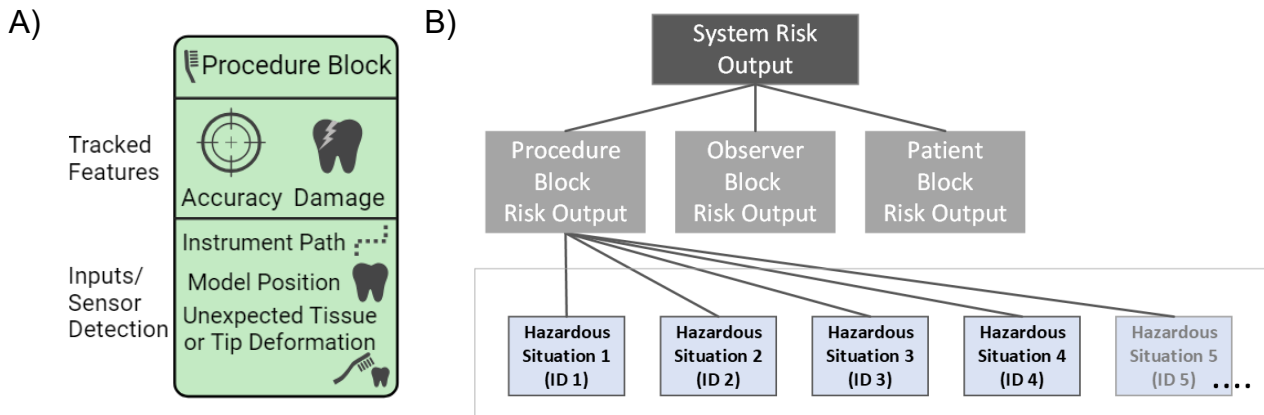 A)
Procedure Block
Tracked
Features
Accuracy Damage
Inputs/
Sensor
Detection
Instrument Path
Model Position
Unexpected Tissue
or Tip Deformation
B)
System Risk
Output
Procedure
Block
Risk Output
Observer
Block
Risk Output
Patient
Block
Risk Output
Hazardous
Situation 1
(ID 1)
Hazardous
Situation 2
(ID 2)
Hazardous
Situation 3
(ID 3)
Hazardous
Situation 4
(ID 4)
Hazardous
Situation 5
(ID 5)
....